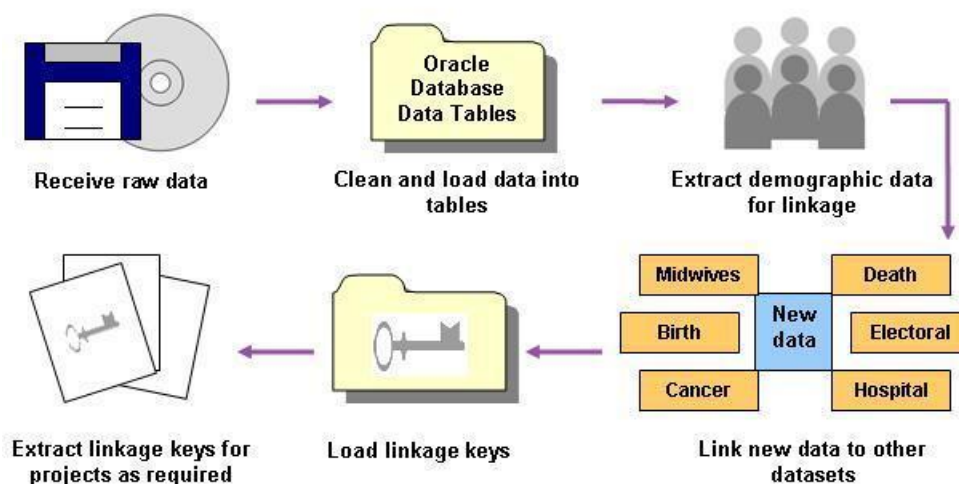 Oracle
Database
Data Tables
Receive raw data
Clean and load data into
tables
Extract demographic data
for linkage
Midwives
Death
New
data
Birth
Electoral
Cancer
Hospital
Extract linkage keys for
projects as required
Load linkage keys
Link new data to other
datasets